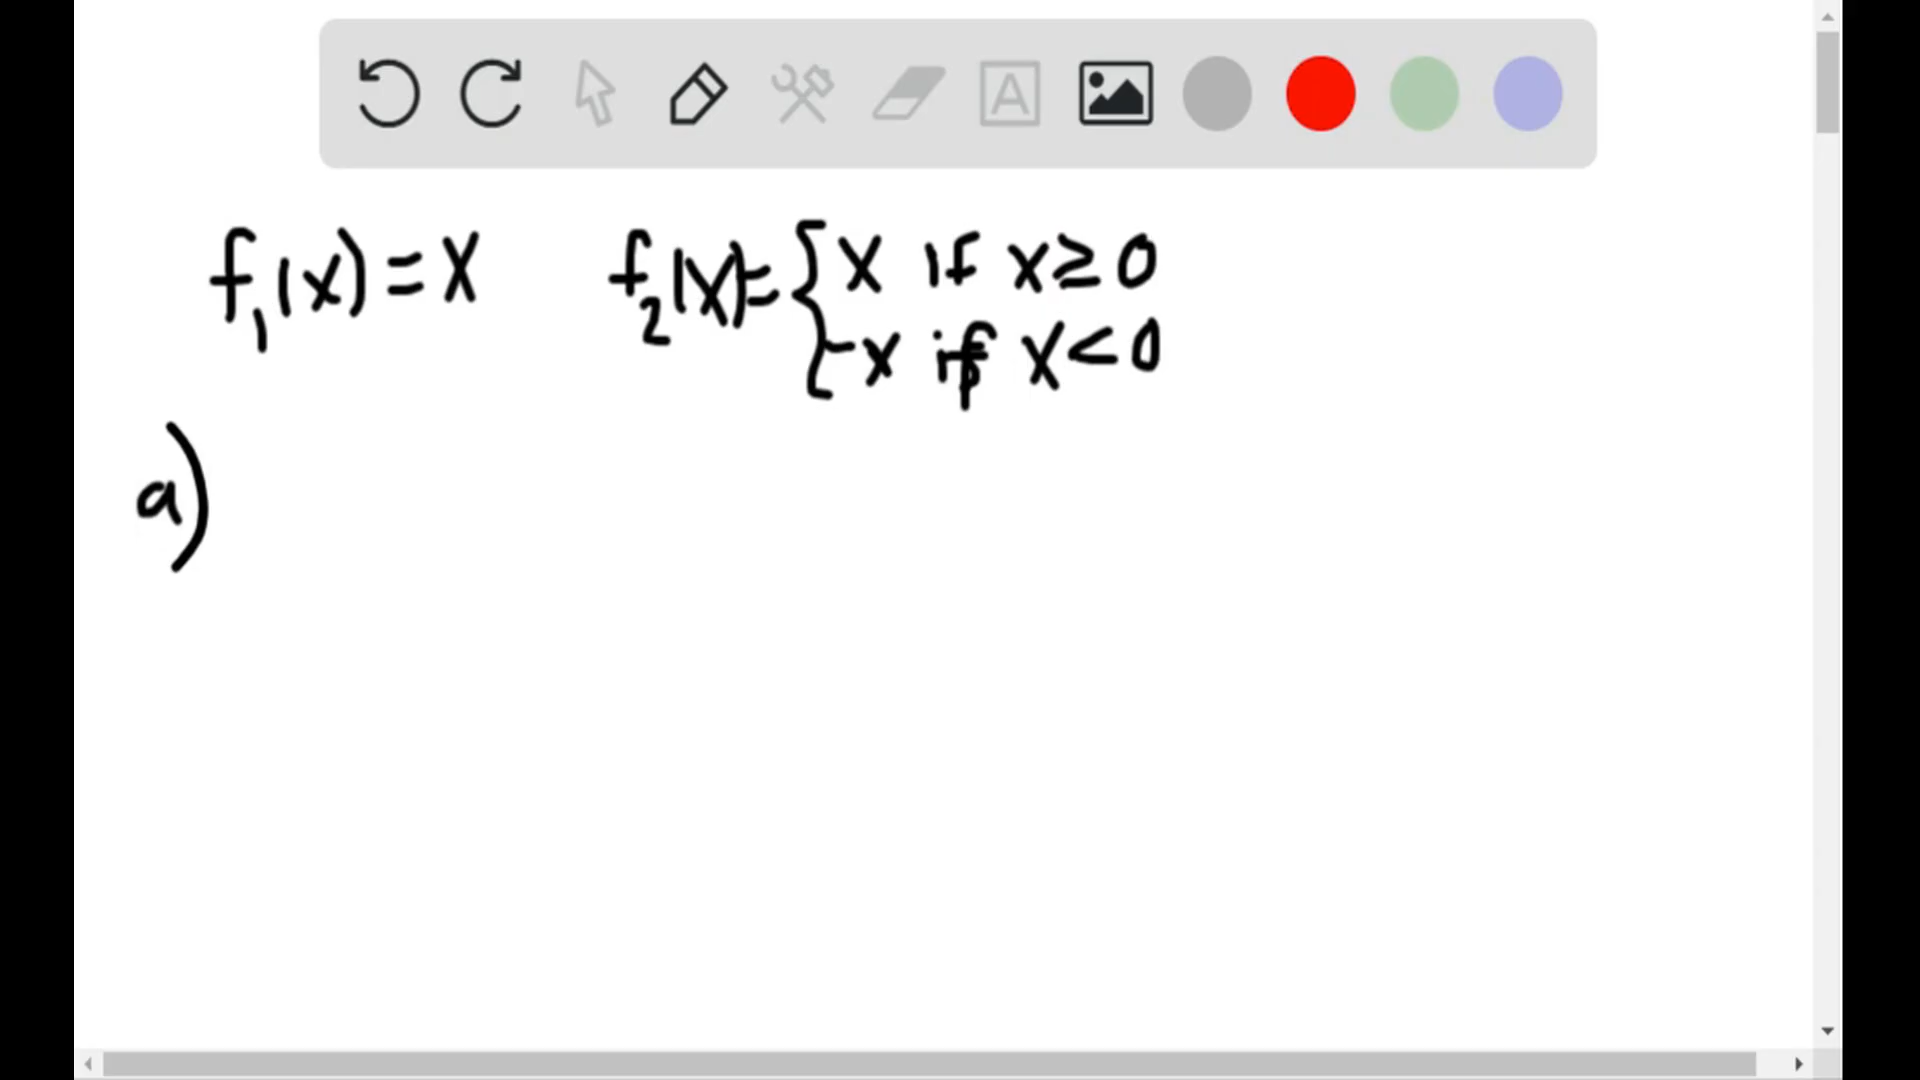 f₁(x) = x f₂(x) = { x if x ≥ 0
-x if x < 0
a)